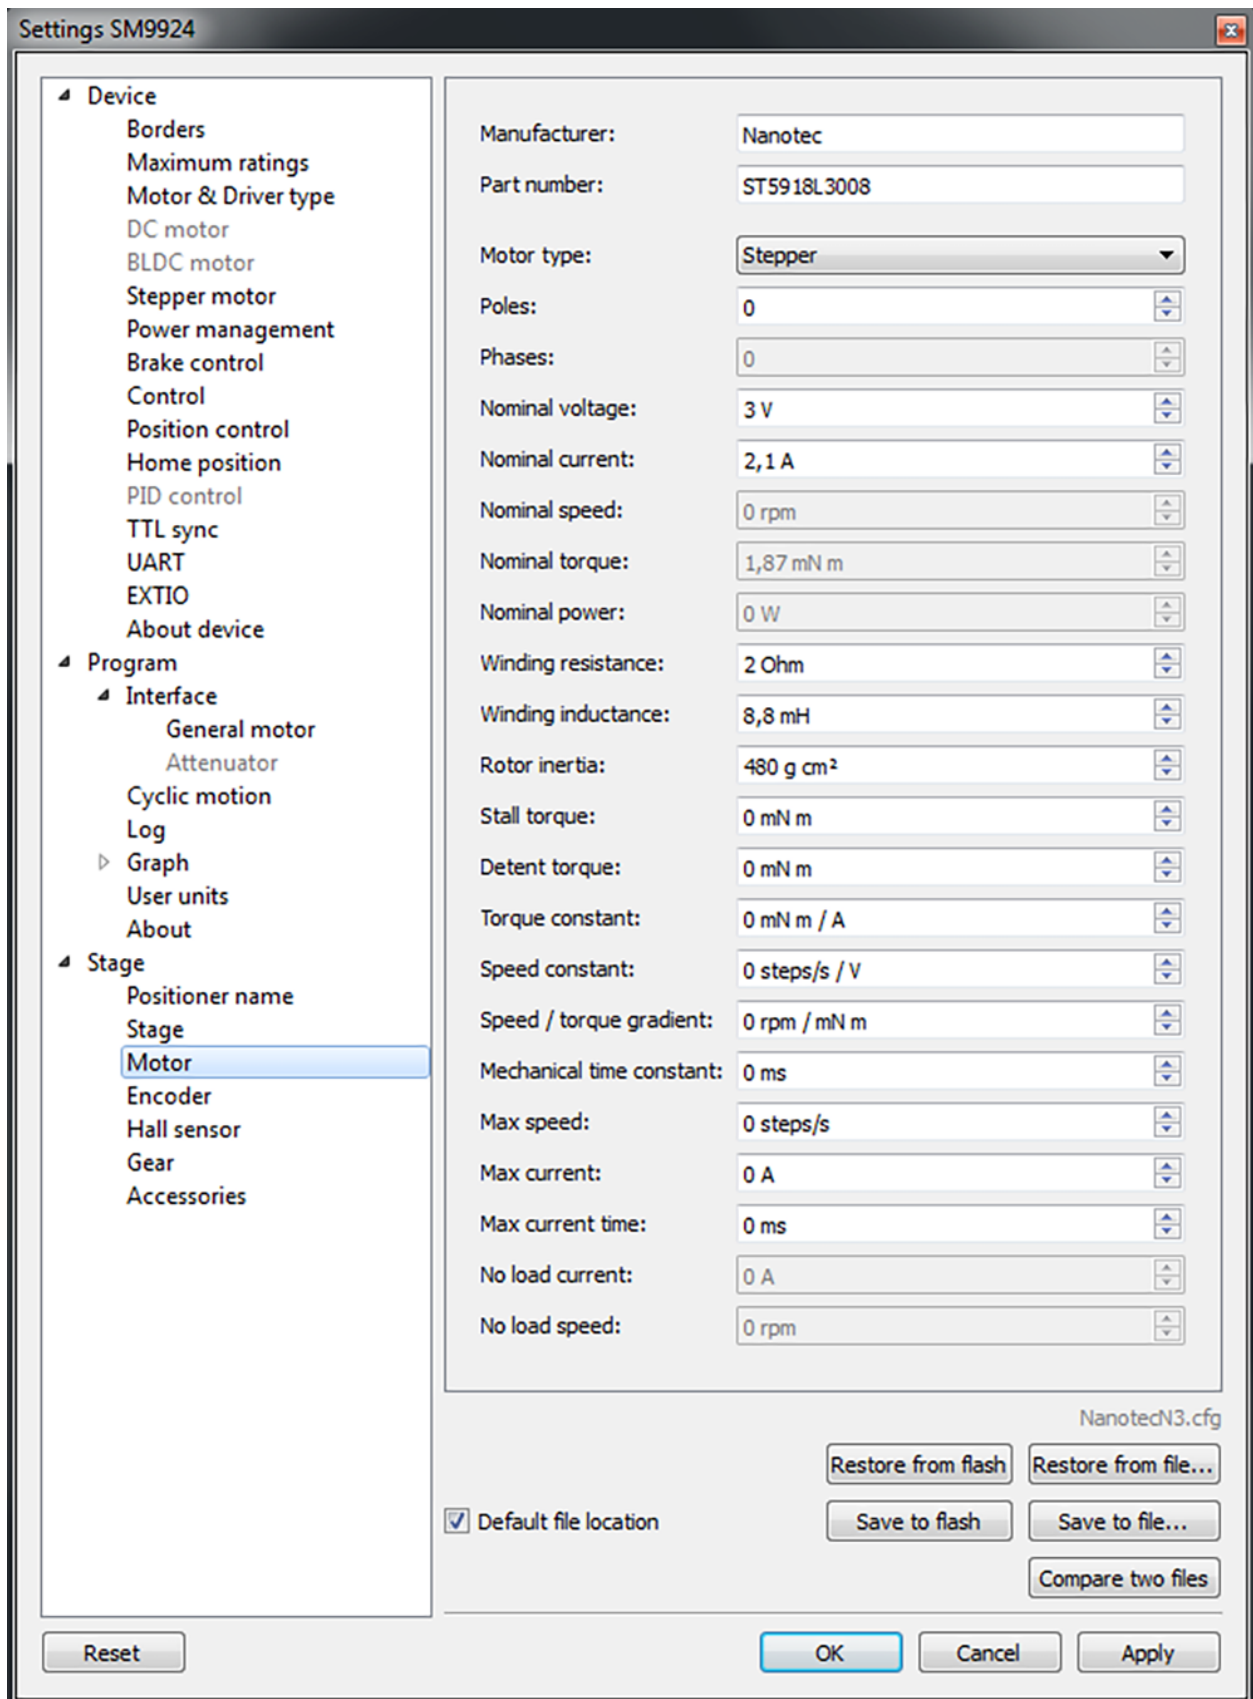 Settings SM9924
Device
Borders
Maximum ratings
Motor & Driver type
DC motor
BLDC motor
Stepper motor
Power management
Brake control
Control
Position control
Home position
PID control
TTL sync
UART
EXTIO
About device
Program
Interface
General motor
Attenuator
Cyclic motion
Log
Graph
User units
About
Stage
Positioner name
Stage
Motor
Encoder
Hall sensor
Gear
Accessories
Manufacturer: Nanotec
Part number: ST5918L3008
Motor type: Stepper
Poles: 0
Phases: 0
Nominal voltage: 3 V
Nominal current: 2,1 A
Nominal speed: 0 rpm
Nominal torque: 1,87 mN m
Nominal power: 0 W
Winding resistance: 2 Ohm
Winding inductance: 8,8 mH
Rotor inertia: 480 g cm²
Stall torque: 0 mN m
Detent torque: 0 mN m
Torque constant: 0 mN m / A
Speed constant: 0 steps/s / V
Speed / torque gradient: 0 rpm / mN m
Mechanical time constant: 0 ms
Max speed: 0 steps/s
Max current: 0 A
Max current time: 0 ms
No load current: 0 A
No load speed: 0 rpm
NanotecN3.cfg
Restore from flash Restore from file...
Default file location Save to flash Save to file...
Compare two files
Reset OK Cancel Apply